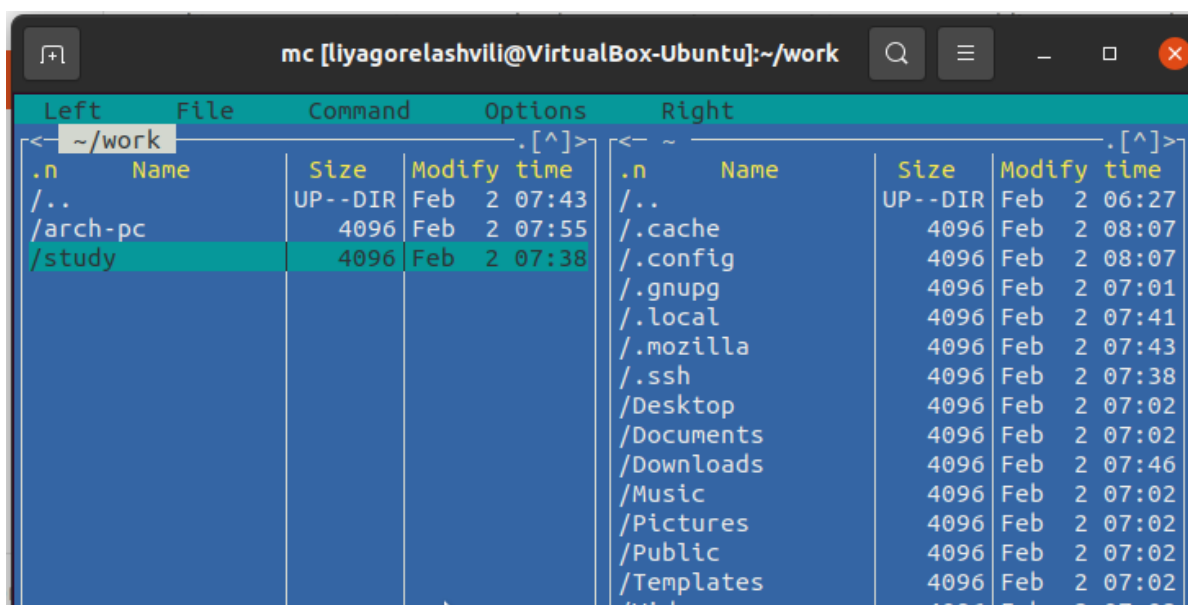 mc [liyagorelashvili@VirtualBox-Ubuntu]:~/work
Left File Command Options Right
<─ ~/work .[^]> <─ ~ .[^]>
.n Name Size Modify time .n Name Size Modify time
/.. UP--DIR Feb 2 07:43 /.. UP--DIR Feb 2 06:27
/arch-pc 4096 Feb 2 07:55 /.cache 4096 Feb 2 08:07
/study 4096 Feb 2 07:38 /.config 4096 Feb 2 08:07
/.gnupg 4096 Feb 2 07:01
/.local 4096 Feb 2 07:41
/.mozilla 4096 Feb 2 07:43
/.ssh 4096 Feb 2 07:38
/Desktop 4096 Feb 2 07:02
/Documents 4096 Feb 2 07:02
/Downloads 4096 Feb 2 07:46
/Music 4096 Feb 2 07:02
/Pictures 4096 Feb 2 07:02
/Public 4096 Feb 2 07:02
/Templates 4096 Feb 2 07:02